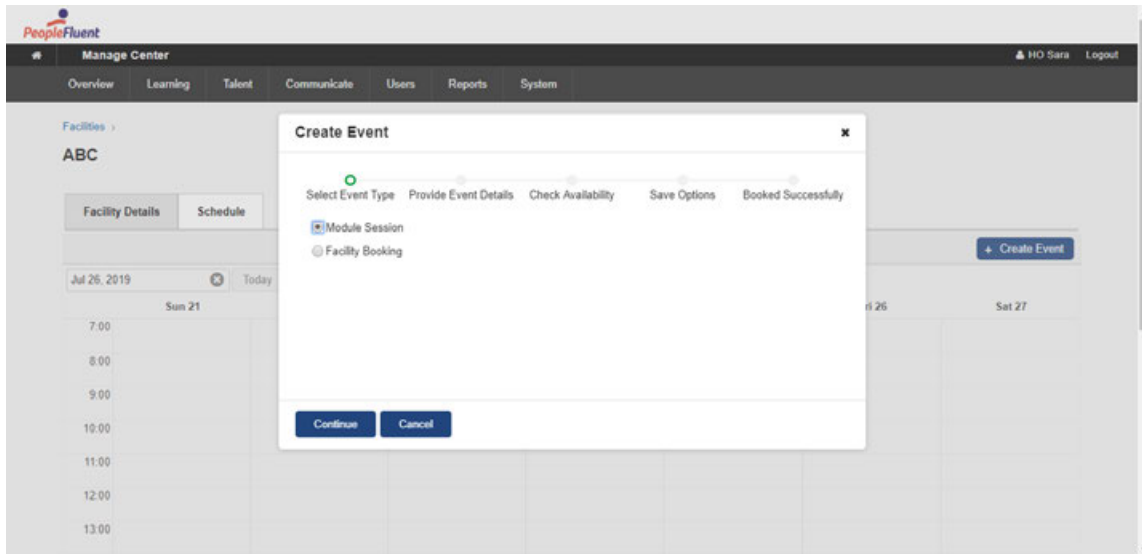 PeopleFluent
Manage Center
HO Sara Logout
Overview Learning Talent Communicate Users Reports System
Facilities ›
ABC
Facility Details Schedule
+ Create Event
Jul 26, 2019 Today
Sun 21 ri 26 Sat 27
7:00
8:00
9:00
10:00
11:00
12:00
13:00
Create Event ×
Select Event Type Provide Event Details Check Availability Save Options Booked Successfully
Module Session
Facility Booking
Continue Cancel